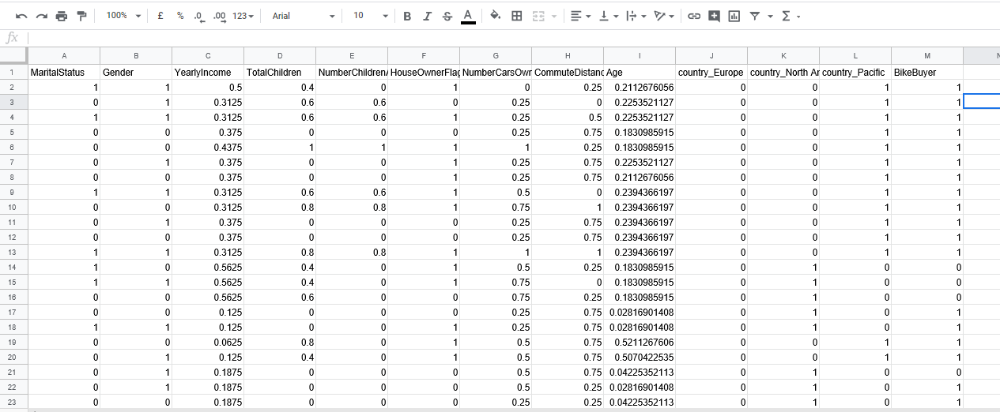 100% £ % .0 .00 123 Arial 10 B I S A Σ
fx
A B C D E F G H I J K L M N
1 MaritalStatus Gender YearlyIncome TotalChildren NumberChildrenA HouseOwnerFlag NumberCarsOwn CommuteDistanc Age country_Europe country_North Am country_Pacific BikeBuyer
2 1 1 0.5 0.4 0 1 0 0.25 0.2112676056 0 0 1 1
3 0 1 0.3125 0.6 0.6 0 0.25 0 0.2253521127 0 0 1 1
4 1 1 0.3125 0.6 0.6 1 0.25 0.5 0.2253521127 0 0 1 1
5 0 0 0.375 0 0 0 0.25 0.75 0.1830985915 0 0 1 1
6 0 0 0.4375 1 1 1 1 0.25 0.1830985915 0 0 1 1
7 0 1 0.375 0 0 1 0.25 0.75 0.2253521127 0 0 1 1
8 0 0 0.375 0 0 1 0.25 0.75 0.2112676056 0 0 1 1
9 1 1 0.3125 0.6 0.6 1 0.5 0 0.2394366197 0 0 1 1
10 0 0 0.3125 0.8 0.8 1 0.75 1 0.2394366197 0 0 1 1
11 0 1 0.375 0 0 0 0.25 0.75 0.2394366197 0 0 1 1
12 0 0 0.375 0 0 0 0.25 0.75 0.2394366197 0 0 1 1
13 1 1 0.3125 0.8 0.8 1 1 1 0.2394366197 0 0 1 1
14 1 0 0.5625 0.4 0 1 0.5 0.25 0.1830985915 0 1 0 0
15 1 1 0.5625 0.4 0 1 0.75 0 0.1830985915 0 1 0 0
16 0 0 0.5625 0.6 0 0 0.75 0.25 0.1830985915 0 1 0 0
17 0 0 0.125 0 0 0 0.25 0.75 0.02816901408 0 1 0 1
18 1 1 0.125 0 0 1 0.25 0.75 0.02816901408 0 1 0 1
19 0 0 0.0625 0.8 0 1 0.5 0.75 0.5211267606 0 0 1 1
20 0 1 0.125 0.4 0 1 0.5 0.75 0.5070422535 0 0 1 1
21 0 1 0.1875 0 0 0 0.5 0.75 0.04225352113 0 1 0 0
22 0 1 0.1875 0 0 0 0.5 0.25 0.02816901408 0 1 0 1
23 0 0 0.1875 0 0 0 0.25 0.25 0.04225352113 0 1 0 1